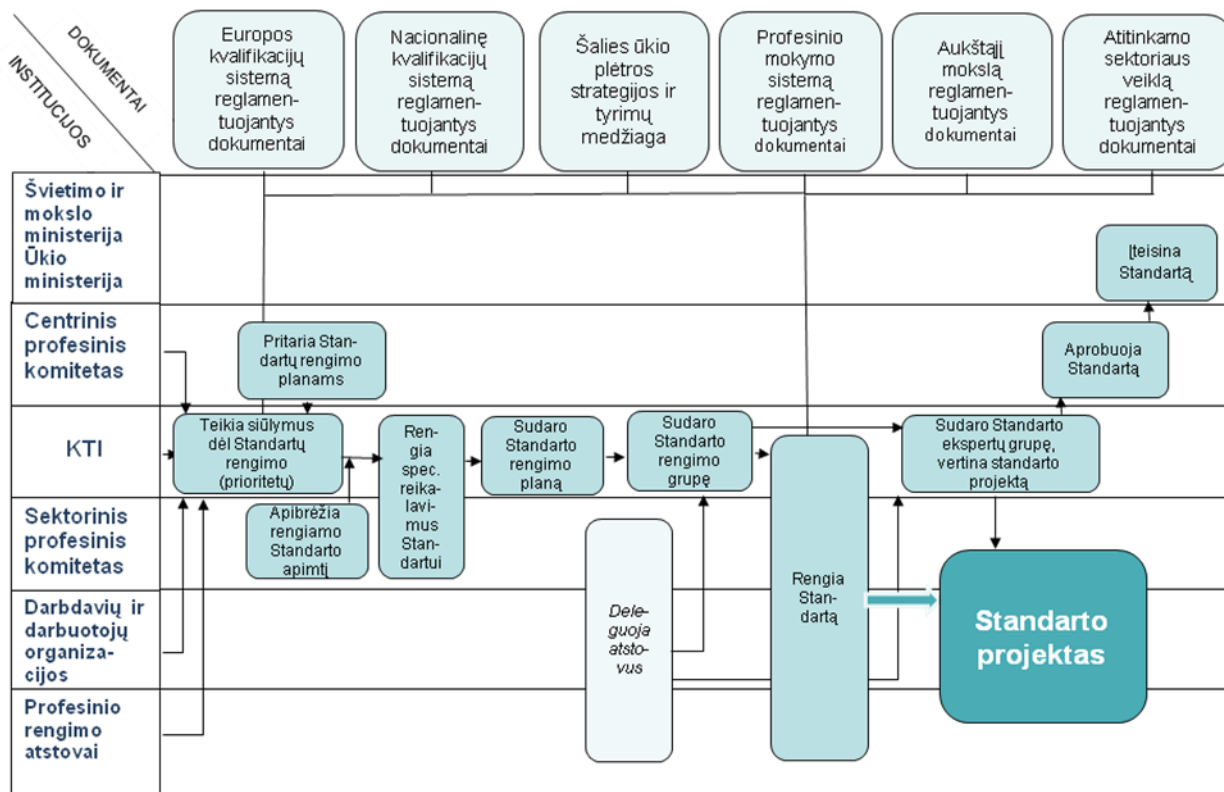 DOKUMENTAI
INSTITUCIJOS
Europos
kvalifikacijų
sistemą
reglamen-
tuojantys
dokumentai
Nacionalinę
kvalifikacijų
sistemą
reglamen-
tuojantys
dokumentai
Šalies ūkio
plėtros
strategijos ir
tyrimų
medžiaga
Profesinio
mokymo
sistemą
reglamen-
tuojantys
dokumentai
Aukštąjį
mokslą
reglamen-
tuojantys
dokumentai
Atitinkamo
sektoriaus
veiklą
reglamen-
tuojantys
dokumentai
Švietimo ir
mokslo
ministerija
Ūkio
ministerija
Įteisina
Standartą
Centrinis
profesinis
komitetas
Pritaria Stan-
dartų rengimo
planams
Aprobuoja
Standartą
KTI
Teikia siūlymus
dėl Standartų
rengimo
(prioritetų)
Ren-
gia
spec.
reika-
lavi-
mus
Stan-
dartui
Sudaro
Standarto
rengimo
planą
Sudaro
Standarto
rengimo
grupę
Sudaro Standarto
ekspertų grupę,
vertina standarto
projektą
Sektorinis
profesinis
komitetas
Apibrėžia
rengiamo
Standarto
apimtį
Rengia
Stan-
dartą
Darbdavių ir
darbuotojų
organiza-
cijos
Dele-
guoja
atsto-
vus
Standarto
projektas
Profesinio
rengimo
atstovai